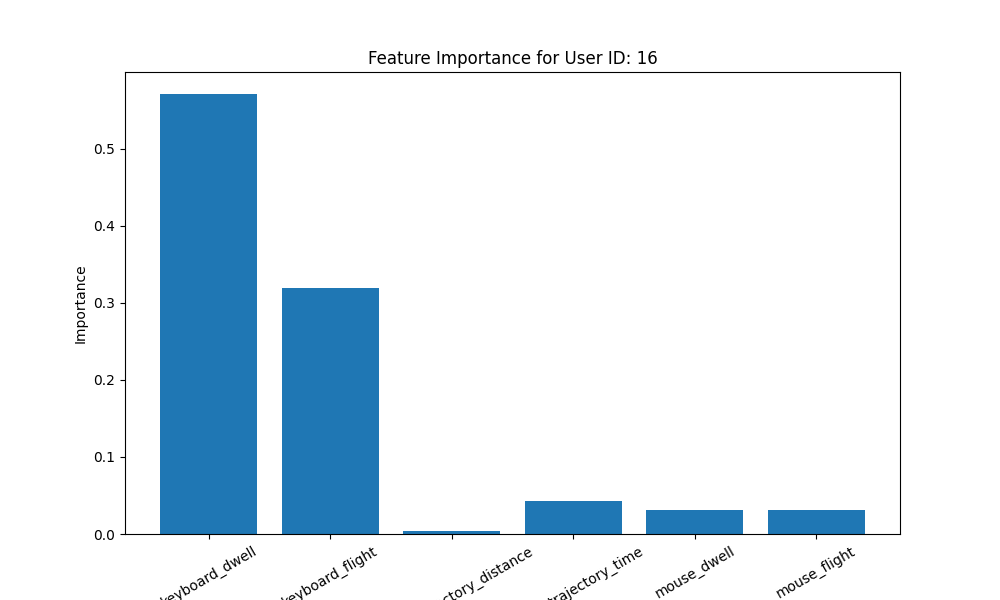 Feature Importance for User ID: 16
Importance
0.5
0.4
0.3
0.2
0.1
0.0
keyboard_dwell
keyboard_flight
ctory_distance
trajectory_time
mouse_dwell
mouse_flight